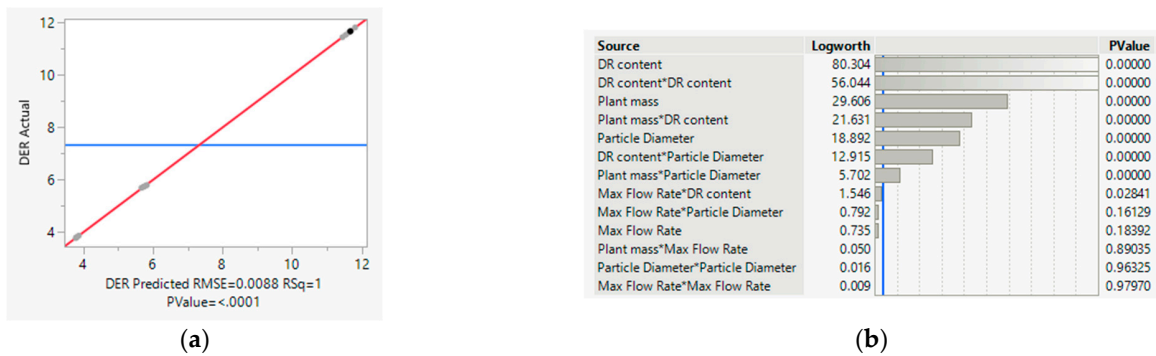 12
10
8
6
4
DER Actual
4 6 8 10 12
DER Predicted RMSE=0.0088 RSq=1
PValue=<.0001
(a)
Source Logworth PValue
DR content 80.304 0.00000
DR content*DR content 56.044 0.00000
Plant mass 29.606 0.00000
Plant mass*DR content 21.631 0.00000
Particle Diameter 18.892 0.00000
DR content*Particle Diameter 12.915 0.00000
Plant mass*Particle Diameter 5.702 0.00000
Max Flow Rate*DR content 1.546 0.02841
Max Flow Rate*Particle Diameter 0.792 0.16129
Max Flow Rate 0.735 0.18392
Plant mass*Max Flow Rate 0.050 0.89035
Particle Diameter*Particle Diameter 0.016 0.96325
Max Flow Rate*Max Flow Rate 0.009 0.97970
(b)